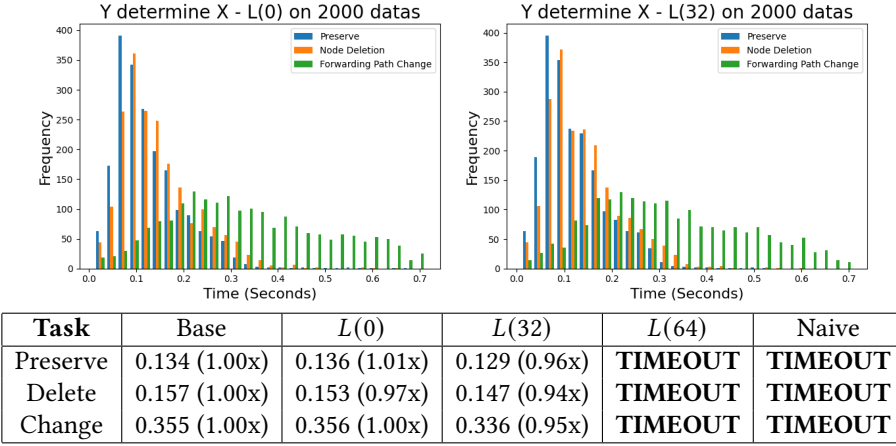 Y determine X - L(0) on 2000 datas
Preserve
Node Deletion
Forwarding Path Change
Frequency
400
350
300
250
200
150
100
50
0
0.0 0.1 0.2 0.3 0.4 0.5 0.6 0.7
Time (Seconds)
Y determine X - L(32) on 2000 datas
Preserve
Node Deletion
Forwarding Path Change
Frequency
400
350
300
250
200
150
100
50
0
0.0 0.1 0.2 0.3 0.4 0.5 0.6 0.7
Time (Seconds)
Task Base L(0) L(32) L(64) Naive
Preserve 0.134 (1.00x) 0.136 (1.01x) 0.129 (0.96x) TIMEOUT TIMEOUT
Delete 0.157 (1.00x) 0.153 (0.97x) 0.147 (0.94x) TIMEOUT TIMEOUT
Change 0.355 (1.00x) 0.356 (1.00x) 0.336 (0.95x) TIMEOUT TIMEOUT